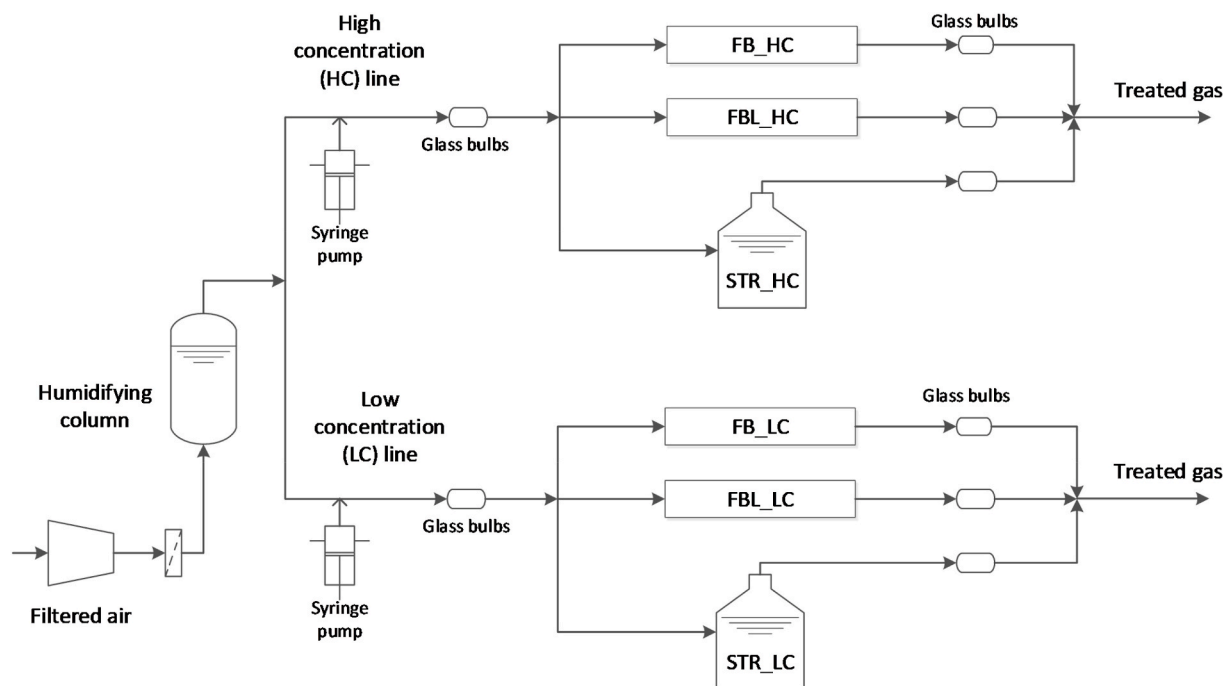 High
concentration
(HC) line
Glass bulbs
FB_HC
Treated gas
FBL_HC
Glass bulbs
Syringe
pump
STR_HC
Humidifying
column
Low
concentration
(LC) line
Glass bulbs
FB_LC
Treated gas
FBL_LC
Glass bulbs
Filtered air
Syringe
pump
STR_LC